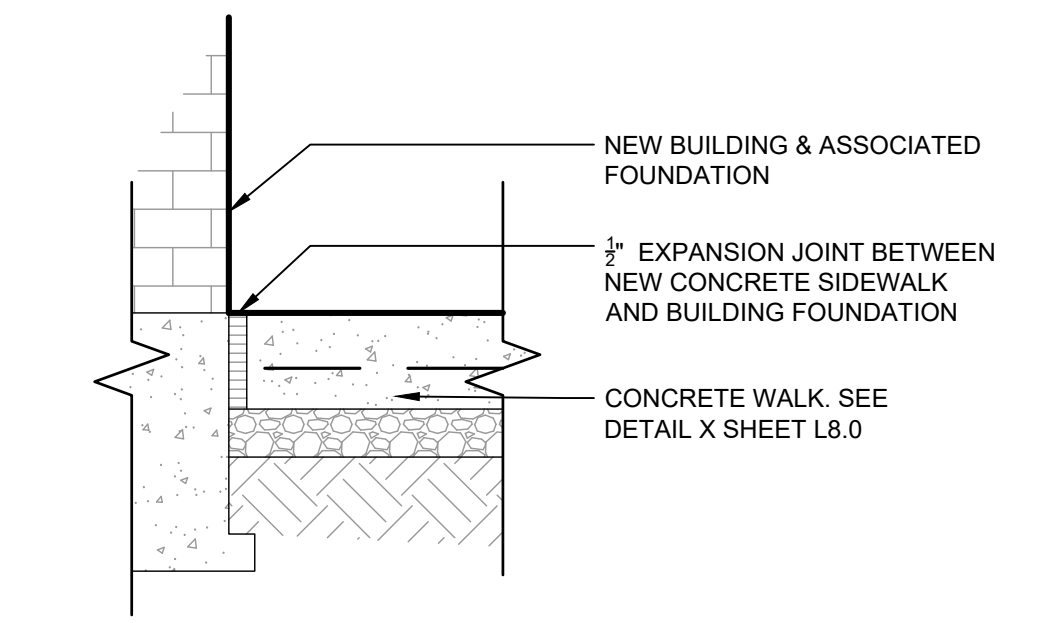 NEW BUILDING & ASSOCIATED
FOUNDATION
½" EXPANSION JOINT BETWEEN
NEW CONCRETE SIDEWALK
AND BUILDING FOUNDATION
CONCRETE WALK. SEE
DETAIL X SHEET L8.0